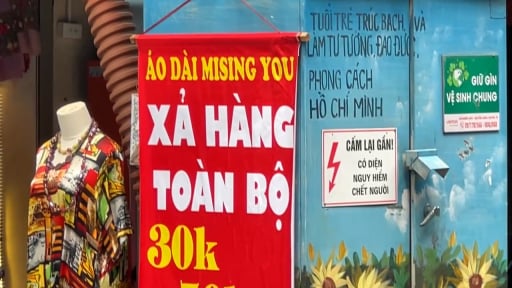 ÁO DÀI MISING YOU
XẢ HÀNG
TOÀN BỘ
30k
TUỔI TRẺ TRÚC BẠCH VÀ
LÀM TƯ TƯỞNG, ĐẠO ĐỨC,
PHONG CÁCH
HỒ CHÍ MINH
CẤM LẠI GẦN!
CÓ ĐIỆN
NGUY HIỂM
CHẾT NGƯỜI
GIỮ GÌN
VỆ SINH CHUNG